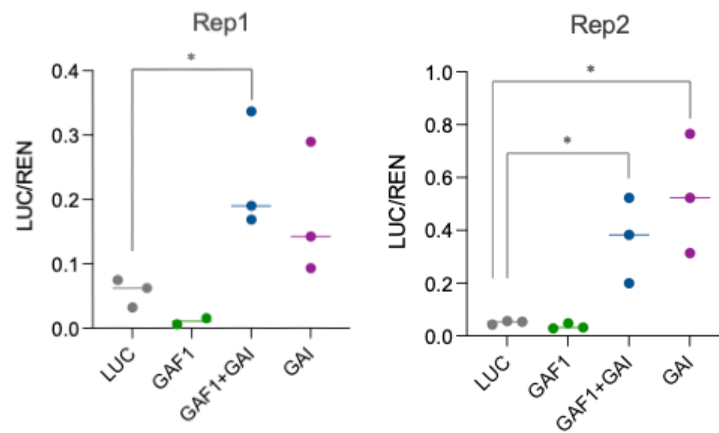 Rep1
*
LUC/REN
0.4
0.3
0.2
0.1
0.0
LUC
GAF1
GAF1+GAI
GAI
Rep2
*
*
LUC/REN
1.0
0.8
0.6
0.4
0.2
0.0
LUC
GAF1
GAF1+GAI
GAI